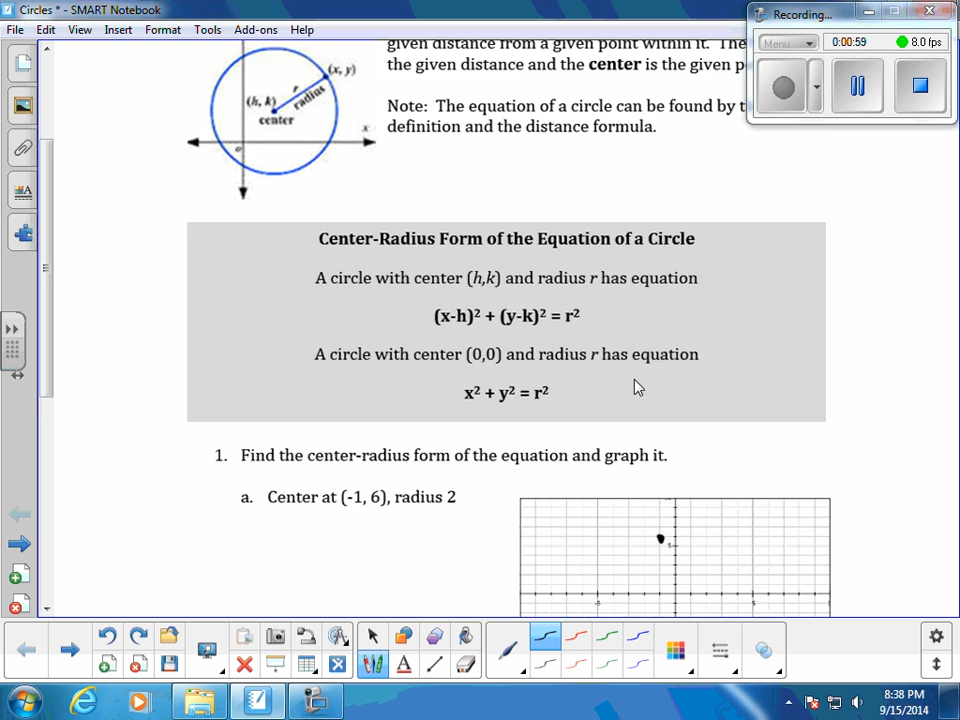 Circles * - SMART Notebook
File Edit View Insert Format Tools Add-ons Help
Recording...
Menu 0:00:59 8.0 fps
given distance from a given point within it. The
the given distance and the center is the given p
Note: The equation of a circle can be found by t
definition and the distance formula.
(x, y)
r
radius
(h, k)
center
x
o
Center-Radius Form of the Equation of a Circle
A circle with center (h,k) and radius r has equation
(x-h)² + (y-k)² = r²
A circle with center (0,0) and radius r has equation
x² + y² = r²
1. Find the center-radius form of the equation and graph it.
a. Center at (-1, 6), radius 2
5
-5 5
A
8:38 PM
9/15/2014